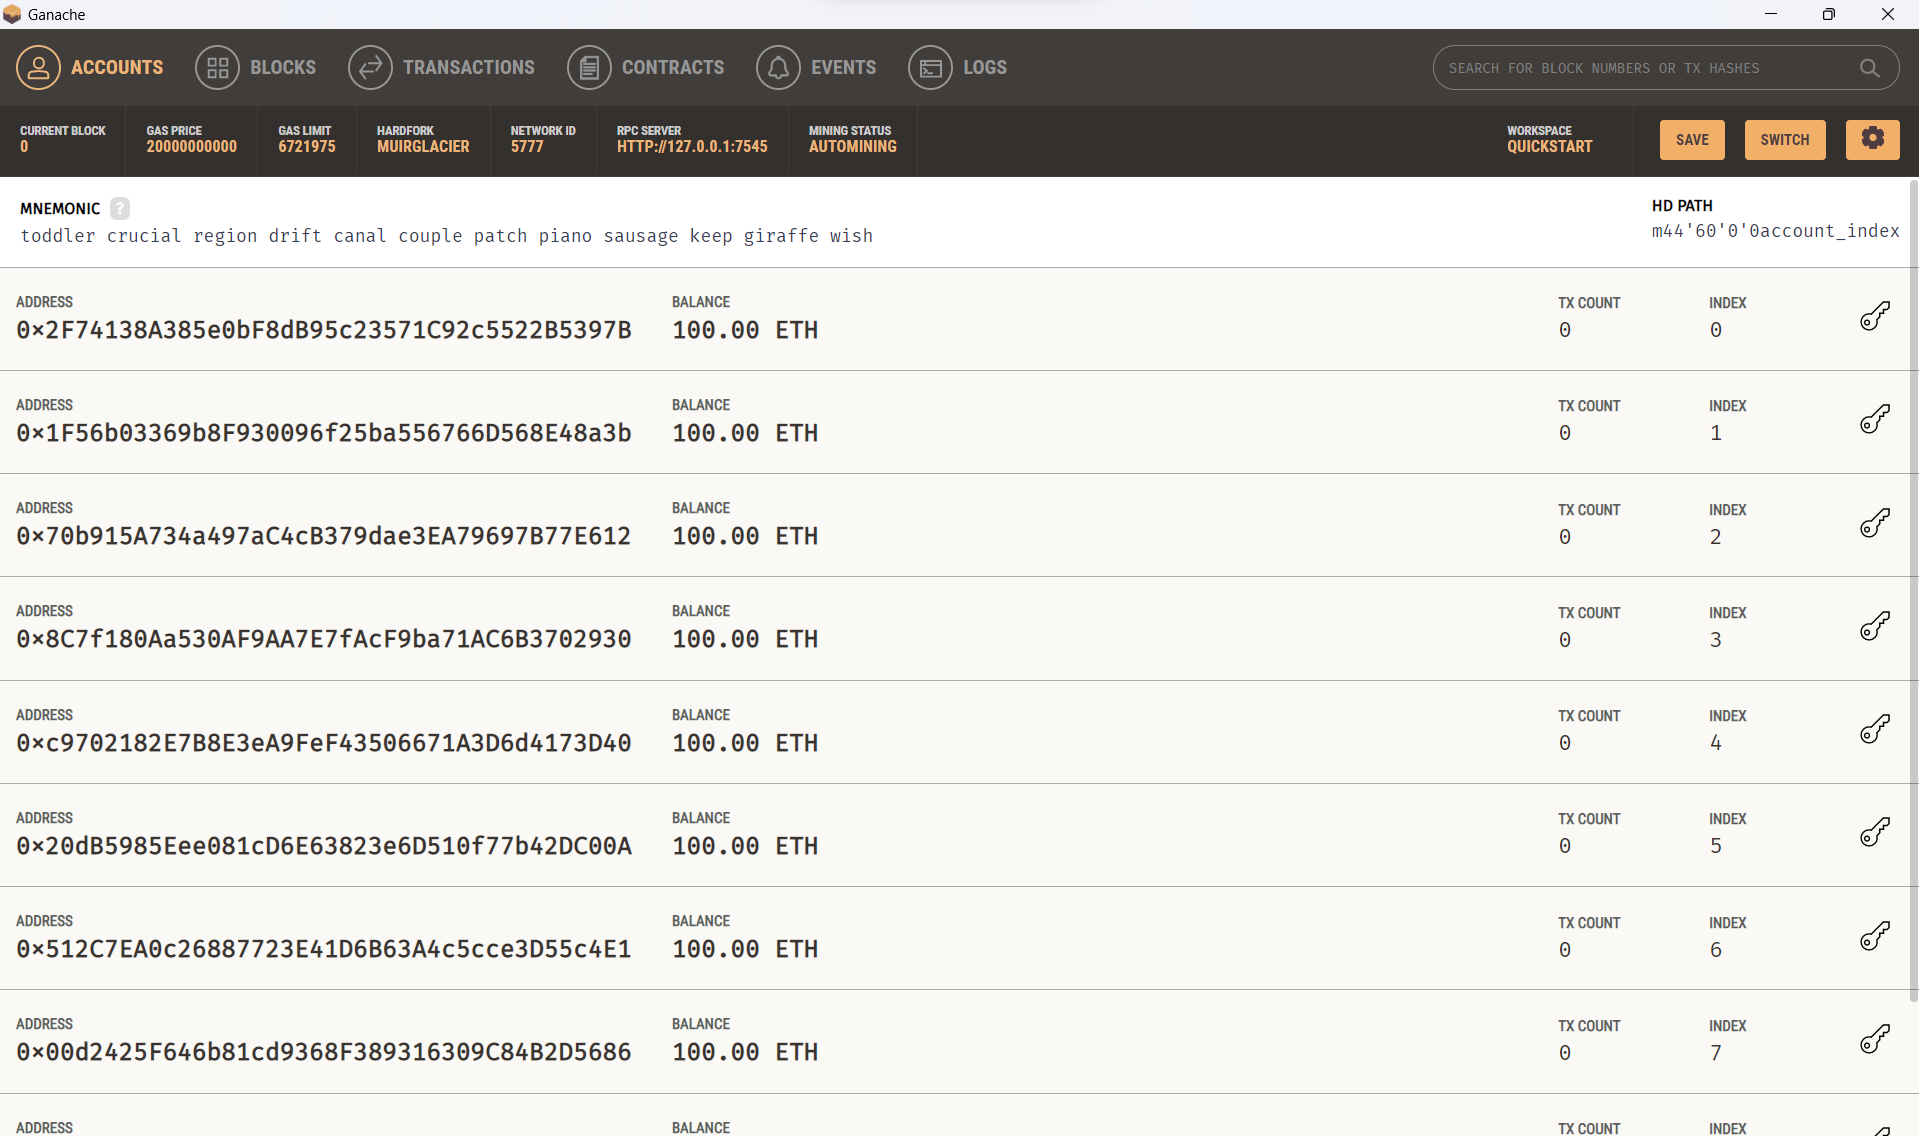 Ganache
ACCOUNTS BLOCKS TRANSACTIONS CONTRACTS EVENTS LOGS SEARCH FOR BLOCK NUMBERS OR TX HASHES
CURRENT BLOCK GAS PRICE GAS LIMIT HARDFORK NETWORK ID RPC SERVER MINING STATUS WORKSPACE
0 20000000000 6721975 MUIRGLACIER 5777 HTTP://127.0.0.1:7545 AUTOMINING QUICKSTART SAVE SWITCH
MNEMONIC ? HD PATH
toddler crucial region drift canal couple patch piano sausage keep giraffe wish m44'60'0'0account_index
ADDRESS BALANCE TX COUNT INDEX
0×2F74138A385e0bF8dB95c23571C92c5522B5397B 100.00 ETH 0 0
ADDRESS BALANCE TX COUNT INDEX
0×1F56b03369b8F930096f25ba556766D568E48a3b 100.00 ETH 0 1
ADDRESS BALANCE TX COUNT INDEX
0×70b915A734a497aC4cB379dae3EA79697B77E612 100.00 ETH 0 2
ADDRESS BALANCE TX COUNT INDEX
0×8C7f180Aa530AF9AA7E7fAcF9ba71AC6B3702930 100.00 ETH 0 3
ADDRESS BALANCE TX COUNT INDEX
0×c9702182E7B8E3eA9FeF43506671A3D6d4173D40 100.00 ETH 0 4
ADDRESS BALANCE TX COUNT INDEX
0×20dB5985Eee081cD6E63823e6D510f77b42DC00A 100.00 ETH 0 5
ADDRESS BALANCE TX COUNT INDEX
0×512C7EA0c26887723E41D6B63A4c5cce3D55c4E1 100.00 ETH 0 6
ADDRESS BALANCE TX COUNT INDEX
0×00d2425F646b81cd9368F389316309C84B2D5686 100.00 ETH 0 7
ADDRESS BALANCE TX COUNT INDEX